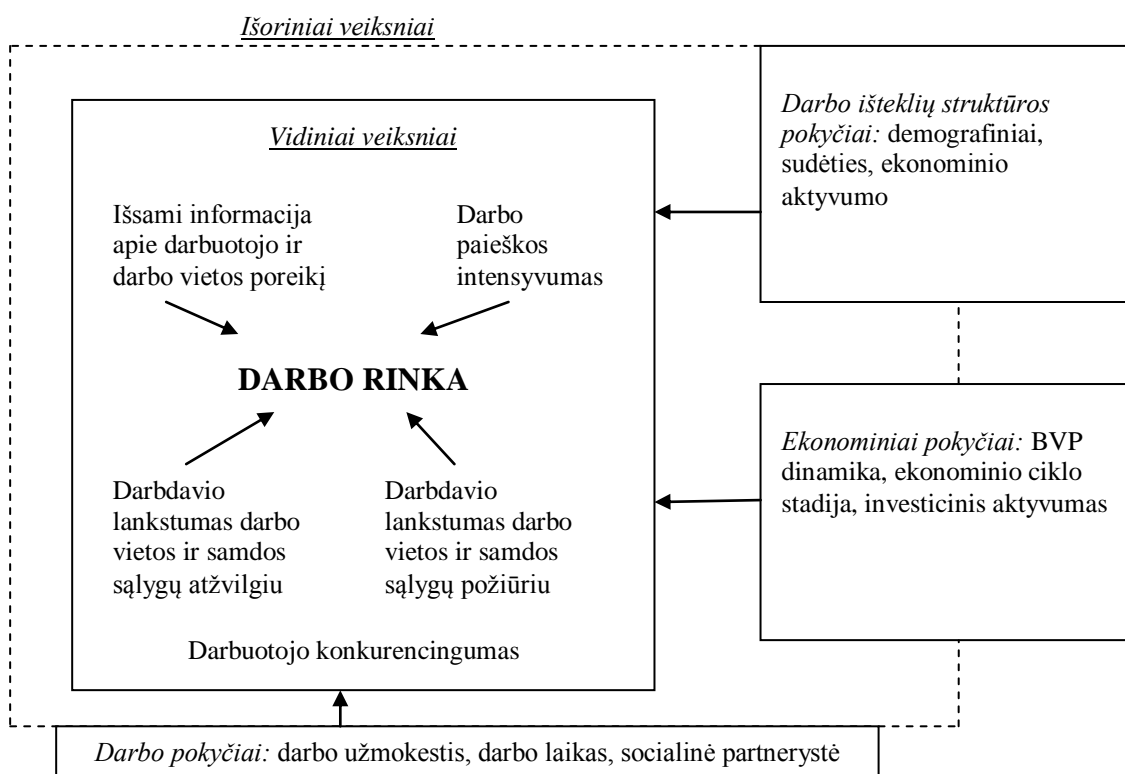 Išoriniai veiksniai
Vidiniai veiksniai
Išsami informacija
apie darbuotojo ir
darbo vietos poreikį
Darbo
paieškos
intensyvumas
DARBO RINKA
Darbdavio
lankstumas darbo
vietos ir samdos
sąlygų atžvilgiu
Darbdavio
lankstumas darbo
vietos ir samdos
sąlygų požiūriu
Darbuotojo konkurencingumas
Darbo išteklių struktūros
pokyčiai: demografiniai,
sudėties, ekonominio
aktyvumo
Ekonominiai pokyčiai: BVP
dinamika, ekonominio ciklo
stadija, investicinis aktyvumas
Darbo pokyčiai: darbo užmokestis, darbo laikas, socialinė partnerystė